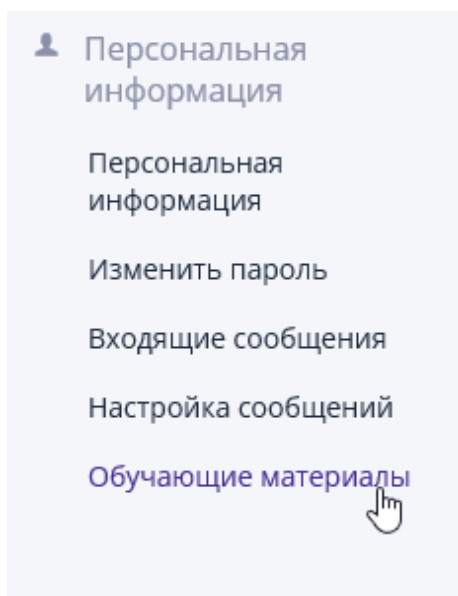 Персональная
информация
Персональная
информация
Изменить пароль
Входящие сообщения
Настройка сообщений
Обучающие материалы